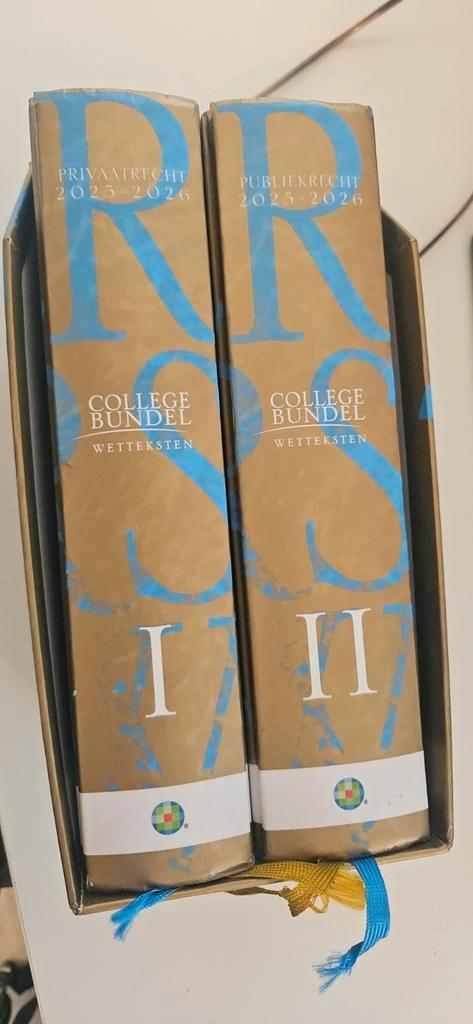 PRIVAATRECHT
2025-2026
COLLEGE
BUNDEL
WETTEKSTEN
I
PUBLIEKRECHT
2025-2026
COLLEGE
BUNDEL
WETTEKSTEN
II